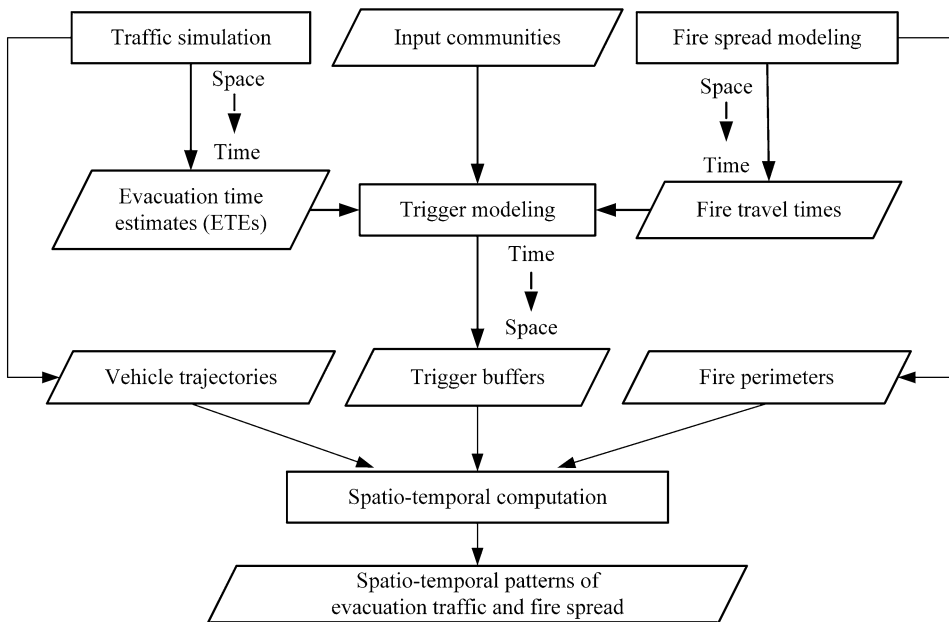 Traffic simulation
Input communities
Fire spread modeling
Space
Time
Space
Time
Evacuation time
estimates (ETEs)
Trigger modeling
Fire travel times
Time
Space
Vehicle trajectories
Trigger buffers
Fire perimeters
Spatio-temporal computation
Spatio-temporal patterns of
evacuation traffic and fire spread